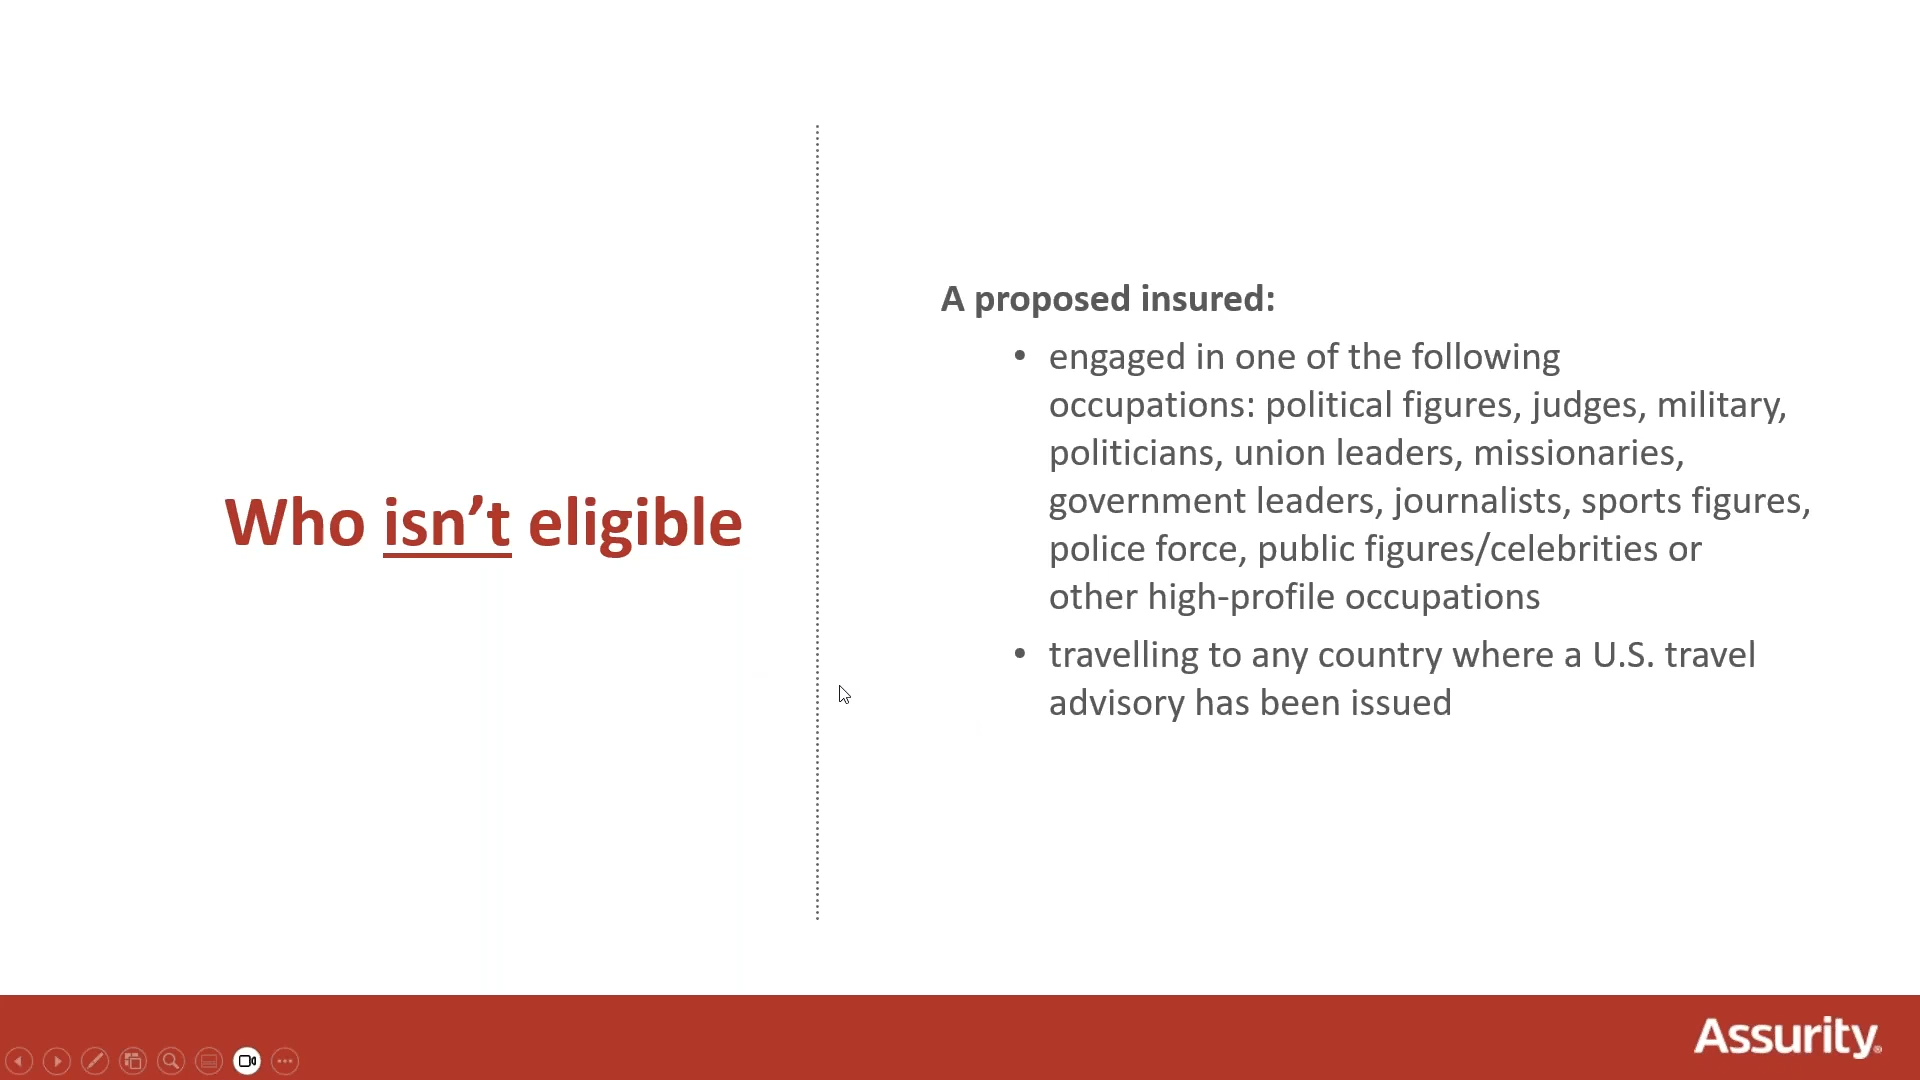 Who isn’t eligible
A proposed insured:
• engaged in one of the following
occupations: political figures, judges, military,
politicians, union leaders, missionaries,
government leaders, journalists, sports figures,
police force, public figures/celebrities or
other high-profile occupations
• travelling to any country where a U.S. travel
advisory has been issued
Assurity®